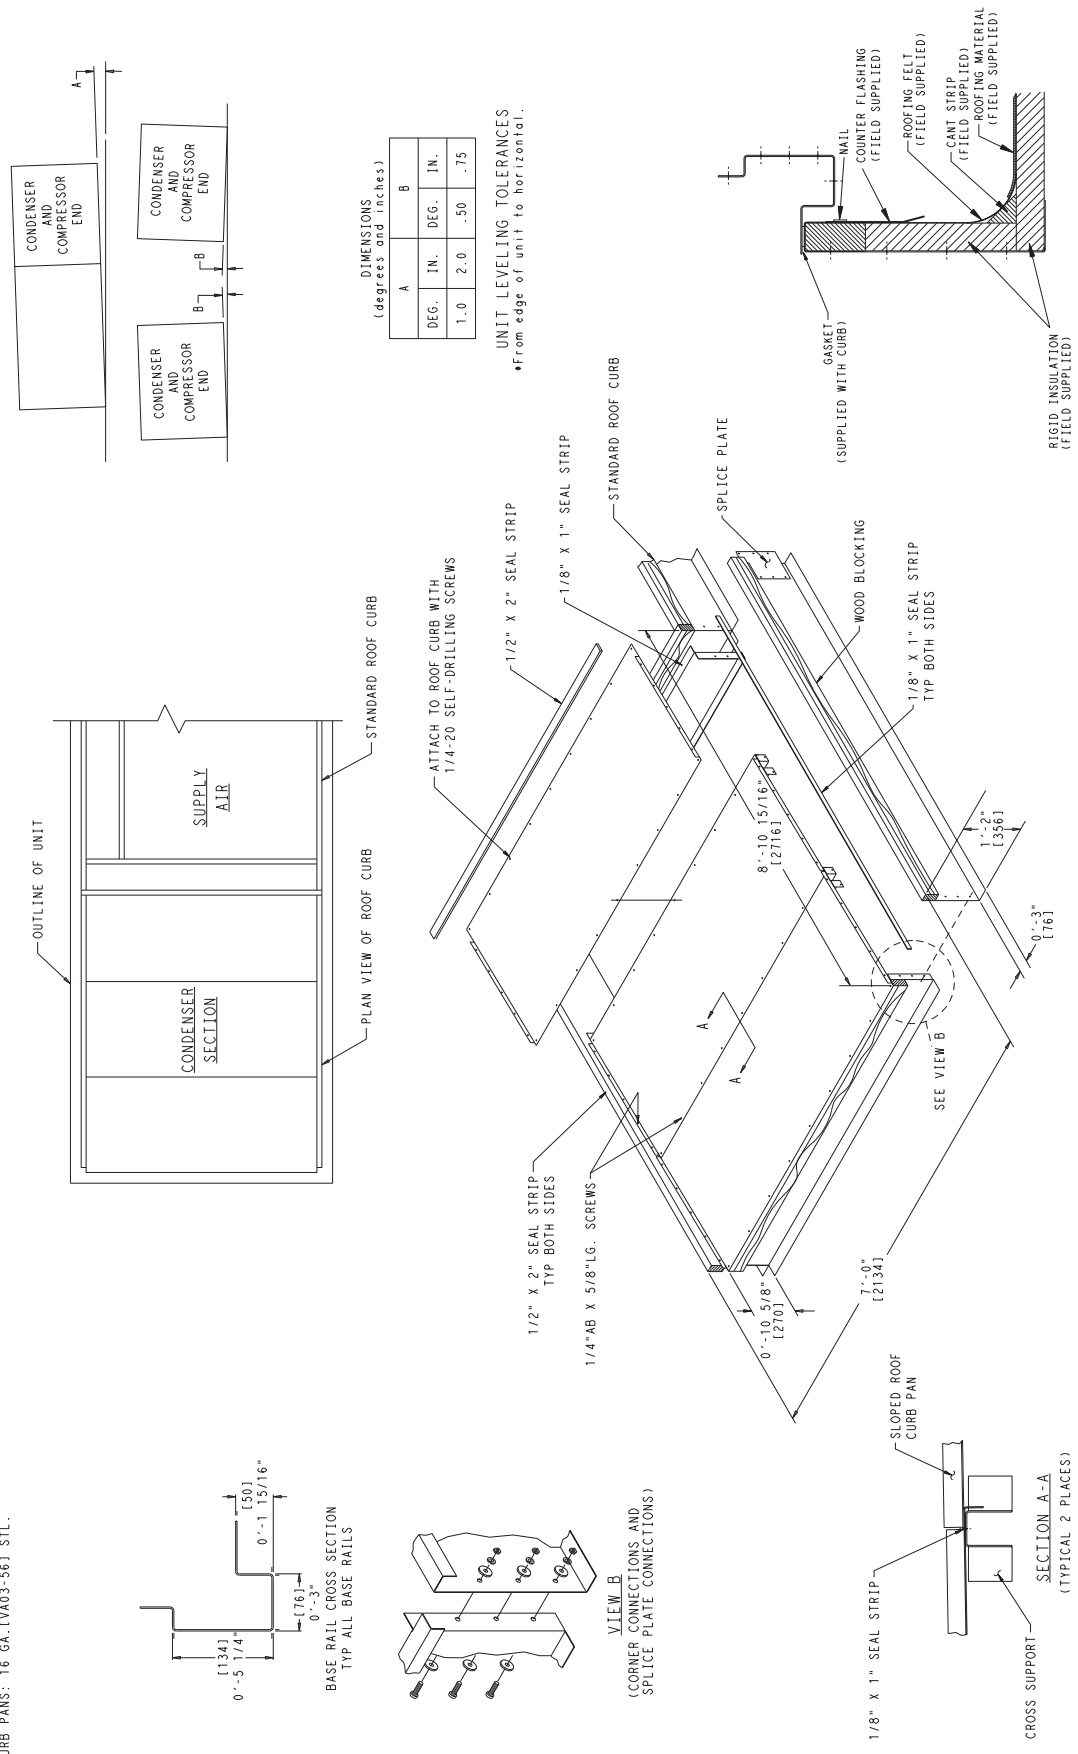 JRB PANS: 16 GA.[VA03-56] STL.
[134]
0'-5 1/4"
[76]
0'-3"
[50]
0'-1 15/16"
BASE RAIL CROSS SECTION
TYP ALL BASE RAILS
VIEW B
(CORNER CONNECTIONS AND
SPLICE PLATE CONNECTIONS)
1/8" X 1" SEAL STRIP
CROSS SUPPORT
SLOPED ROOF
CURB PAN
SECTION A-A
(TYPICAL 2 PLACES)
OUTLINE OF UNIT
CONDENSER
SECTION
SUPPLY
AIR
PLAN VIEW OF ROOF CURB
STANDARD ROOF CURB
ATTACH TO ROOF CURB WITH
1/4-20 SELF-DRILLING SCREWS
1/2" X 2" SEAL STRIP
1/8" X 1" SEAL STRIP
STANDARD ROOF CURB
SPLICE PLATE
WOOD BLOCKING
1/8" X 1" SEAL STRIP
TYP BOTH SIDES
1/2" X 2" SEAL STRIP
TYP BOTH SIDES
1/4"AB X 5/8"LG. SCREWS
A
A
8'-10 15/16"
[2716]
SEE VIEW B
0'-10 5/8"
[270]
7'-0"
[2134]
1'-2"
[356]
0'-3"
[76]
CONDENSER
AND
COMPRESSOR
END
A
CONDENSER
AND
COMPRESSOR
END
B
B
CONDENSER
AND
COMPRESSOR
END
DIMENSIONS
(degrees and inches)
A B
DEG. IN. DEG. IN.
1.0 2.0 .50 .75
UNIT LEVELING TOLERANCES
*From edge of unit to horizontal.
NAIL
COUNTER FLASHING
(FIELD SUPPLIED)
ROOFING FELT
(FIELD SUPPLIED)
CANT STRIP
(FIELD SUPPLIED)
ROOFING MATERIAL
(FIELD SUPPLIED)
GASKET
(SUPPLIED WITH CURB)
RIGID INSULATION
(FIELD SUPPLIED)